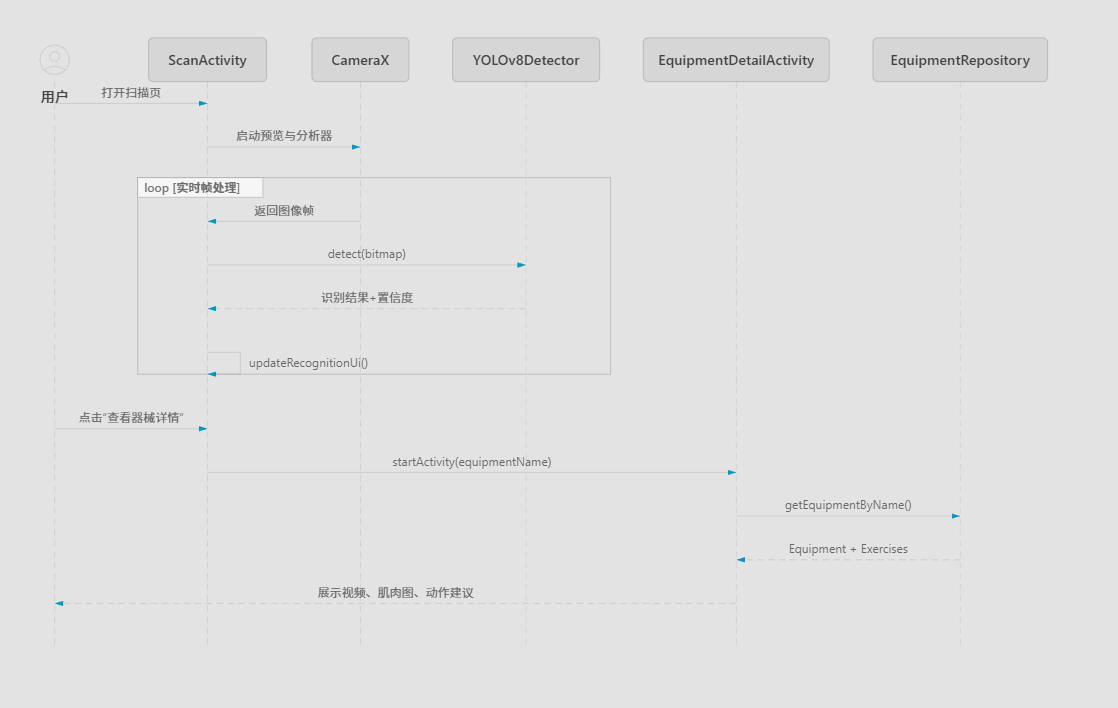 ScanActivity
CameraX
YOLOv8Detector
EquipmentDetailActivity
EquipmentRepository
用户
打开扫描页
启动预览与分析器
loop [实时帧处理]
返回图像帧
detect(bitmap)
识别结果+置信度
updateRecognitionUi()
点击“查看器械详情”
startActivity(equipmentName)
getEquipmentByName()
Equipment + Exercises
展示视频、肌肉图、动作建议